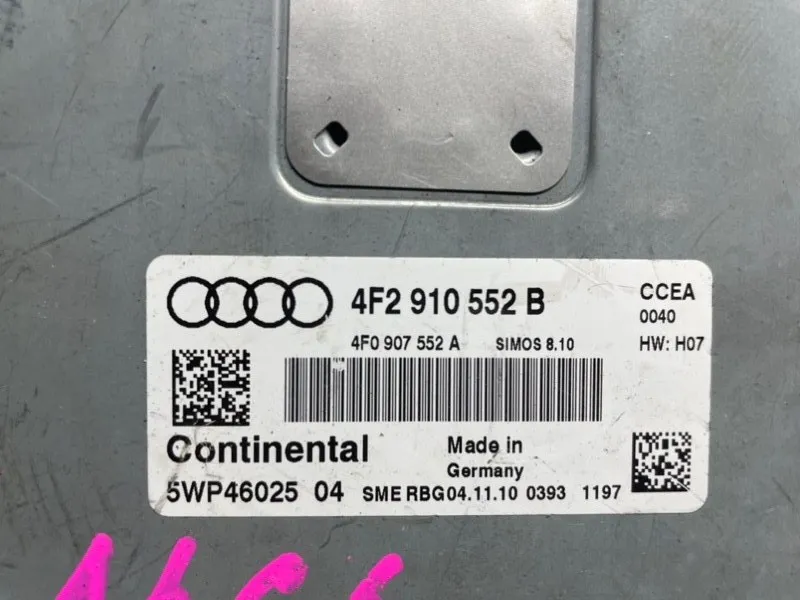 4F2 910 552 B
CCEA
0040
4F0 907 552 A SIMOS 8.10 HW: H07
Continental Made in
Germany
5WP46025 04 SME RBG04.11.10 0393 1197